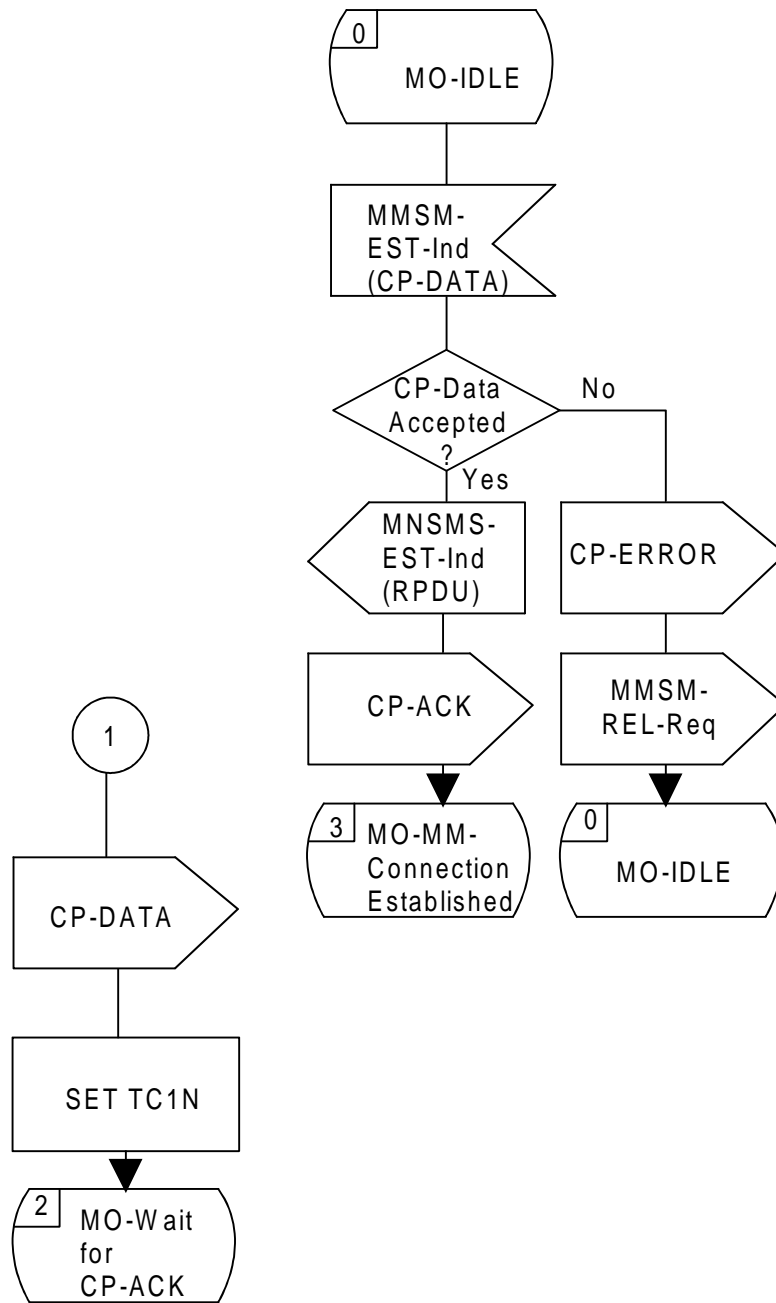 0
MO-IDLE
MMSM-
EST-Ind
(CP-DATA)
CP-Data
Accepted
?
No
Yes
MNSMS-
EST-Ind
(RPDU)
CP-ERROR
CP-ACK
MMSM-
REL-Req
3
MO-MM-
Connection
Established
0
MO-IDLE
1
CP-DATA
SET TC1N
2
MO-Wait
for
CP-ACK